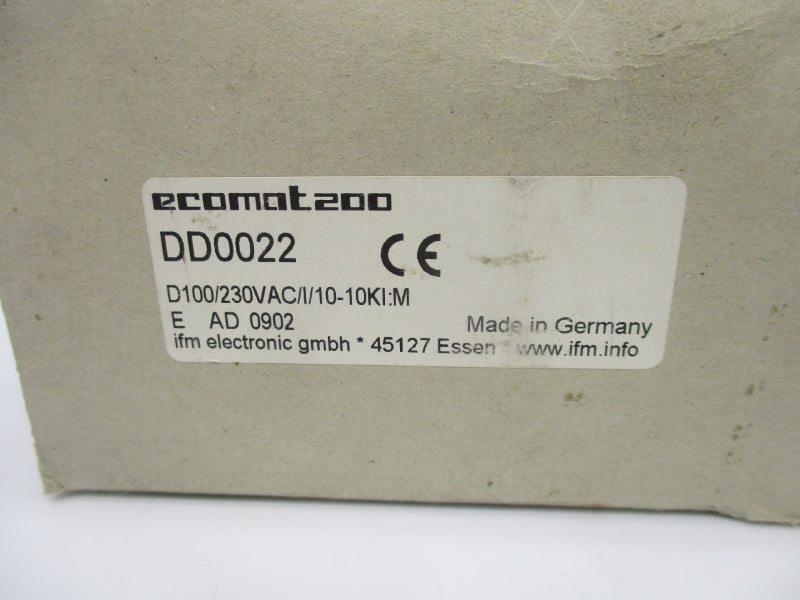 ecomat200
DD0022 CE
D100/230VAC/I/10-10KI:M
E AD 0902 Made in Germany
ifm electronic gmbh * 45127 Essen * www.ifm.info